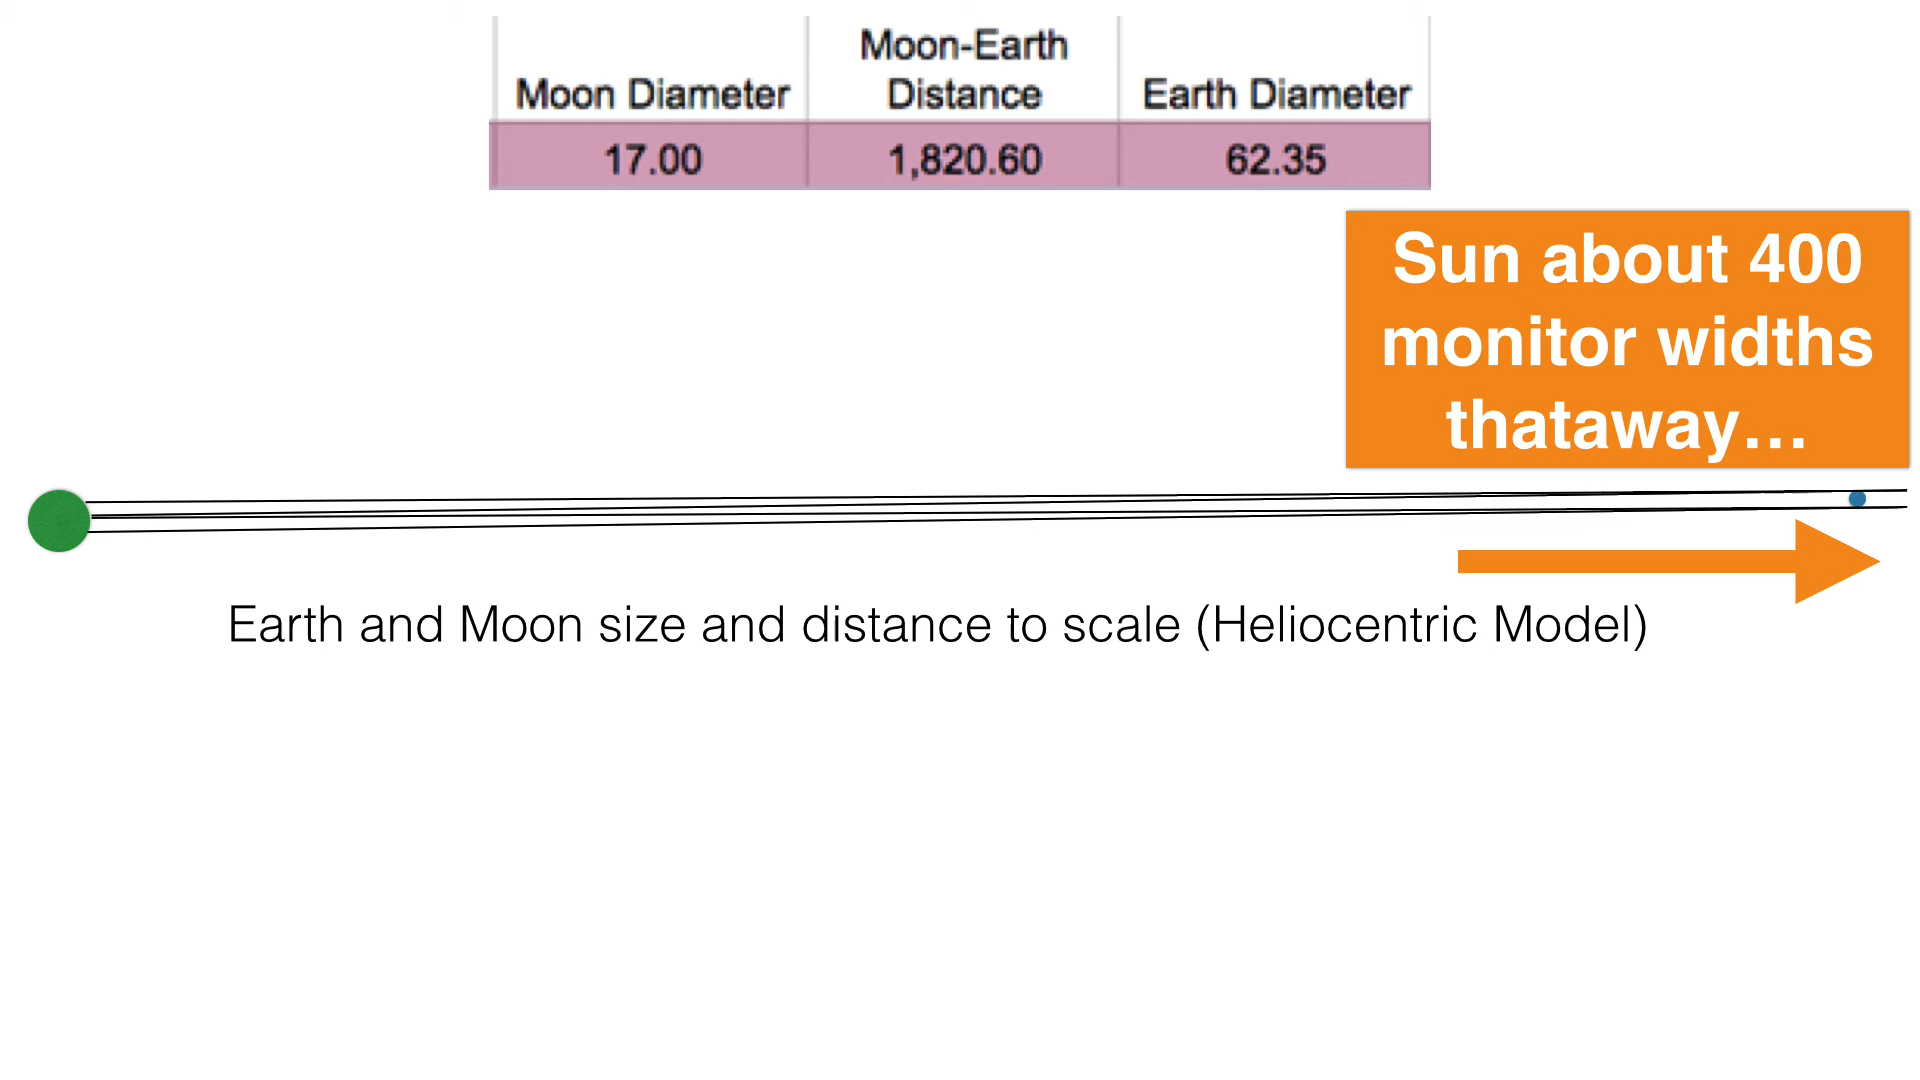 Moon-Earth
Moon Diameter Distance Earth Diameter
17.00 1,820.60 62.35
Sun about 400
monitor widths
thataway…
Earth and Moon size and distance to scale (Heliocentric Model)